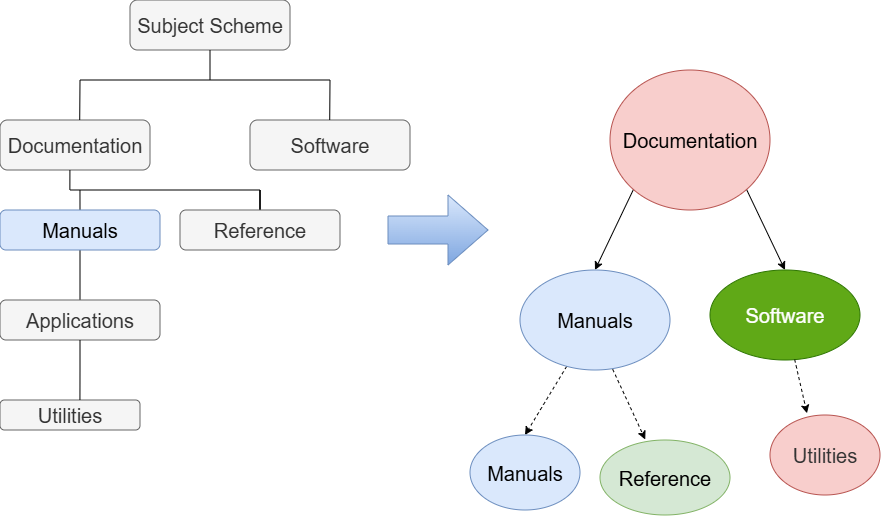 Subject Scheme
Documentation
Software
Manuals
Reference
Applications
Utilities
Documentation
Manuals
Software
Manuals
Reference
Utilities